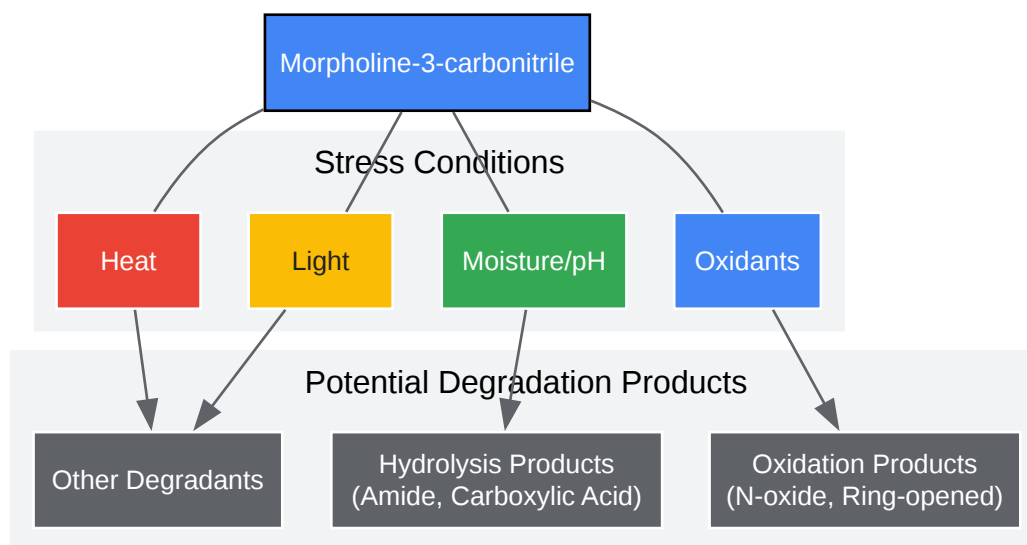 Morpholine-3-carbonitrile
Stress Conditions
Heat
Light
Moisture/pH
Oxidants
Potential Degradation Products
Other Degradants
Hydrolysis Products
(Amide, Carboxylic Acid)
Oxidation Products
(N-oxide, Ring-opened)